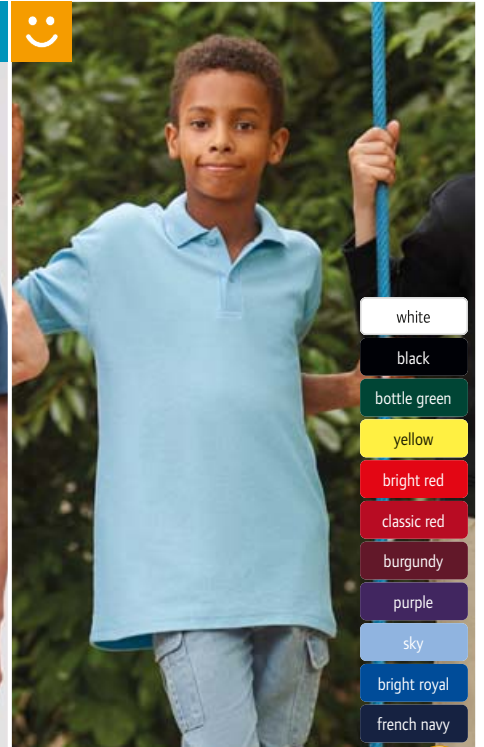 white
black
bottle green
yellow
bright red
classic red
burgundy
purple
sky
bright royal
french navy